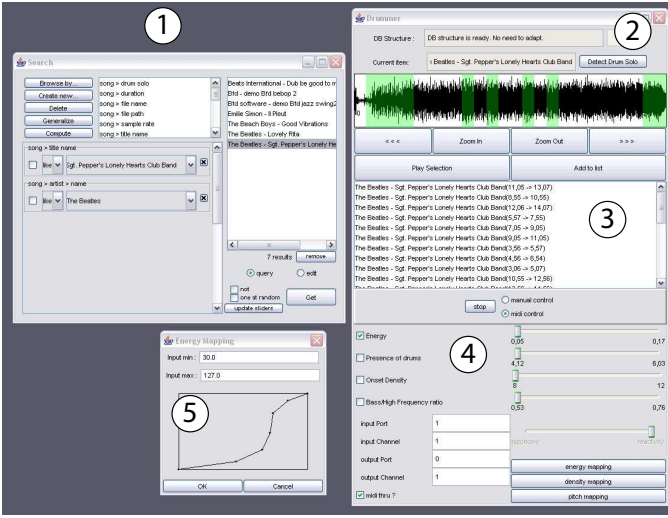 1
Search
Browse by...
Create new...
Delete
Generalize
Compute
song > drum solo
song > duration
song > file name
song > file path
song > sample rate
song > title name
Beats International - Dub be good to m
Bfd - demo Bfd bebop 2
Bfd software - demo Bfd jazz swing2
Emilie Simon - Il Pleut
The Beach Boys - Good Vibrations
The Beatles - Lovely Rita
The Beatles - Sgt. Pepper's Lonely He
song > title name
like Sgt. Pepper's Lonely Hearts Club Band
song > artist > name
like The Beatles
7 results remove
query edit
not
one at random
Get
update sliders
Energy Mapping
Input min : 30.0
Input max : 127.0
5
OK Cancel
Drummer
2
DB Structure : DB structure is ready. No need to adapt.
Current item: Beatles - Sgt. Pepper's Lonely Hearts Club Band Detect Drum Solo
0
< < < Zoom In Zoom Out > > >
Play Selection Add to list
The Beatles - Sgt. Pepper's Lonely Hearts Club Band(11,05 -> 13,07)
The Beatles - Sgt. Pepper's Lonely Hearts Club Band(8,55 -> 10,55)
The Beatles - Sgt. Pepper's Lonely Hearts Club Band(12,06 -> 14,07)
The Beatles - Sgt. Pepper's Lonely Hearts Club Band(5,57 -> 7,55)
The Beatles - Sgt. Pepper's Lonely Hearts Club Band(7,05 -> 9,05)
The Beatles - Sgt. Pepper's Lonely Hearts Club Band(9,05 -> 11,05)
The Beatles - Sgt. Pepper's Lonely Hearts Club Band(3,56 -> 5,57)
The Beatles - Sgt. Pepper's Lonely Hearts Club Band(4,56 -> 6,54)
The Beatles - Sgt. Pepper's Lonely Hearts Club Band(3,06 -> 5,07)
The Beatles - Sgt. Pepper's Lonely Hearts Club Band(10,55 -> 12,56)
3
stop
manual control
midi control
4
Energy
0,05 0,17
Presence of drums
4,12 6,03
Onset Density
8 12
Bass/High Frequency ratio
0,53 0,76
input Port 1
input Channel 1
autonomy reactivity
output Port 0
output Channel 1
midi thru ?
energy mapping
density mapping
pitch mapping